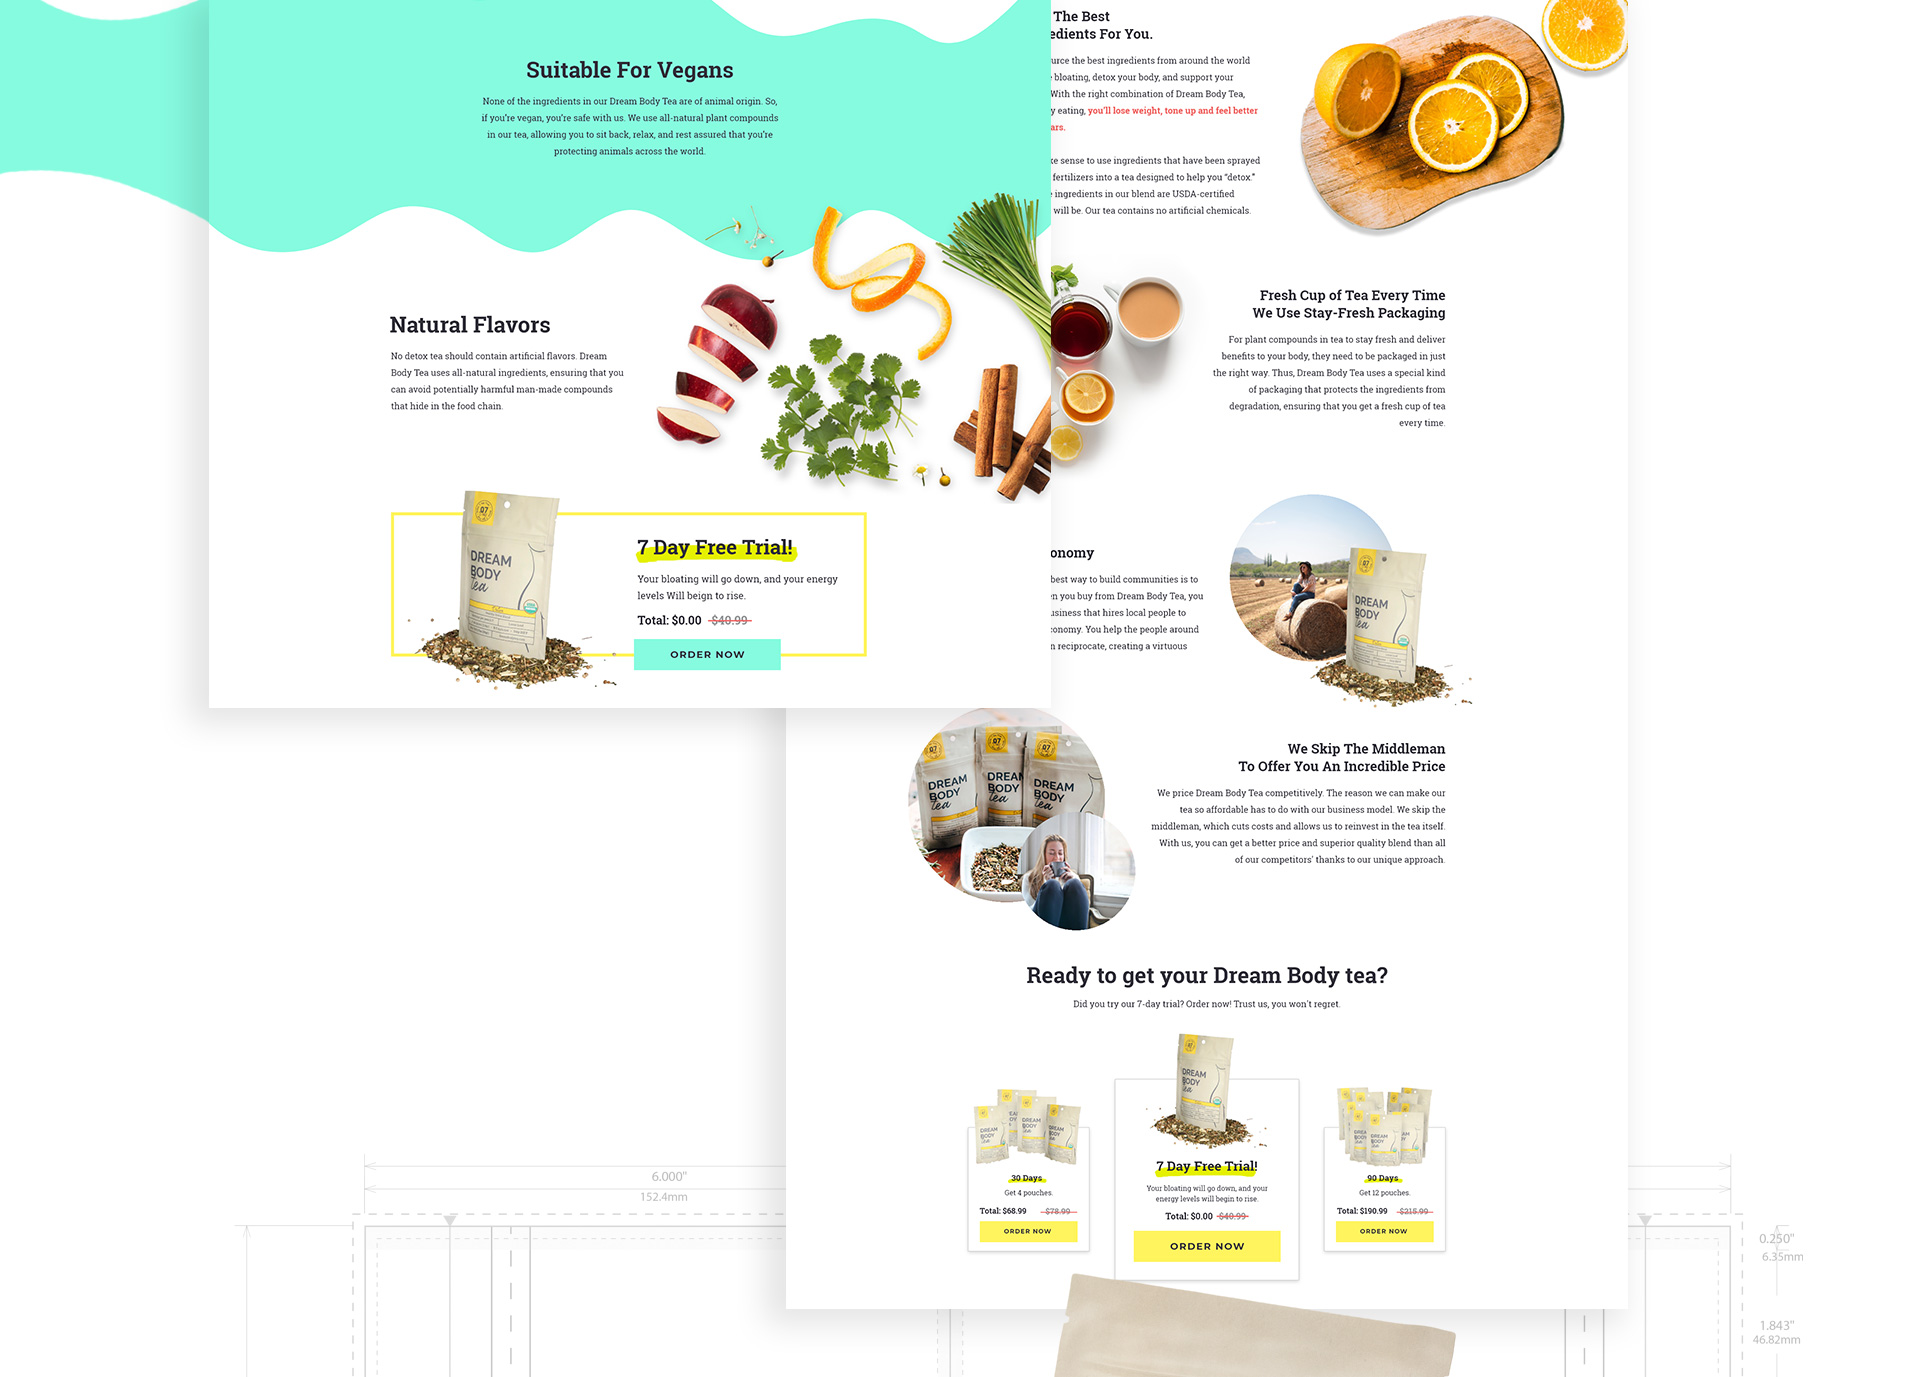 Suitable For Vegans
None of the ingredients in our Dream Body Tea are of animal origin. So,
if you're vegan, you're safe with us. We use all-natural plant compounds
in our tea, allowing you to sit back, relax, and rest assured that you're
protecting animals across the world.
Natural Flavors
No detox tea should contain artificial flavors. Dream
Body Tea uses all-natural ingredients, ensuring that you
can avoid potentially harmful man-made compounds
that hide in the food chain.
DREAM
BODY
tea
7 Day Free Trial!
Your bloating will go down, and your energy
levels Will beign to rise.
Total: $0.00 $40.99
ORDER NOW
The Best
edients For You.
urce the best ingredients from around the world
bloating, detox your body, and support your
With the right combination of Dream Body Tea,
y eating, you'll lose weight, tone up and feel better
ars.
ke sense to use ingredients that have been sprayed
fertilizers into a tea designed to help you “detox.”
ingredients in our blend are USDA-certified
will be. Our tea contains no artificial chemicals.
Fresh Cup of Tea Every Time
We Use Stay-Fresh Packaging
For plant compounds in tea to stay fresh and deliver
benefits to your body, they need to be packaged in just
the right way. Thus, Dream Body Tea uses a special kind
of packaging that protects the ingredients from
degradation, ensuring that you get a fresh cup of tea
every time.
onomy
best way to build communities is to
en you buy from Dream Body Tea, you
usiness that hires local people to
conomy. You help the people around
n reciprocate, creating a virtuous
DREAM
BODY
tea
DREAM
BODY
tea
DREAM
BODY
tea
DREAM
BODY
tea
We Skip The Middleman
To Offer You An Incredible Price
We price Dream Body Tea competitively. The reason we can make our
tea so affordable has to do with our business model. We skip the
middleman, which cuts costs and allows us to reinvest in the tea itself.
With us, you can get a better price and superior quality blend than all
of our competitors' thanks to our unique approach.
Ready to get your Dream Body tea?
Did you try our 7-day trial? Order now! Trust us, you won't regret.
DREAM
BODY
tea
30 Days
Get 4 pouches.
Total: $68.99 $78.99
ORDER NOW
7 Day Free Trial!
Your bloating will go down, and your
energy levels will begin to rise.
Total: $0.00 $40.99
ORDER NOW
90 Days
Get 12 pouches.
Total: $190.99 $215.99
ORDER NOW
6.000"
152.4mm
0.250"
6.35mm
1.843"
46.82mm